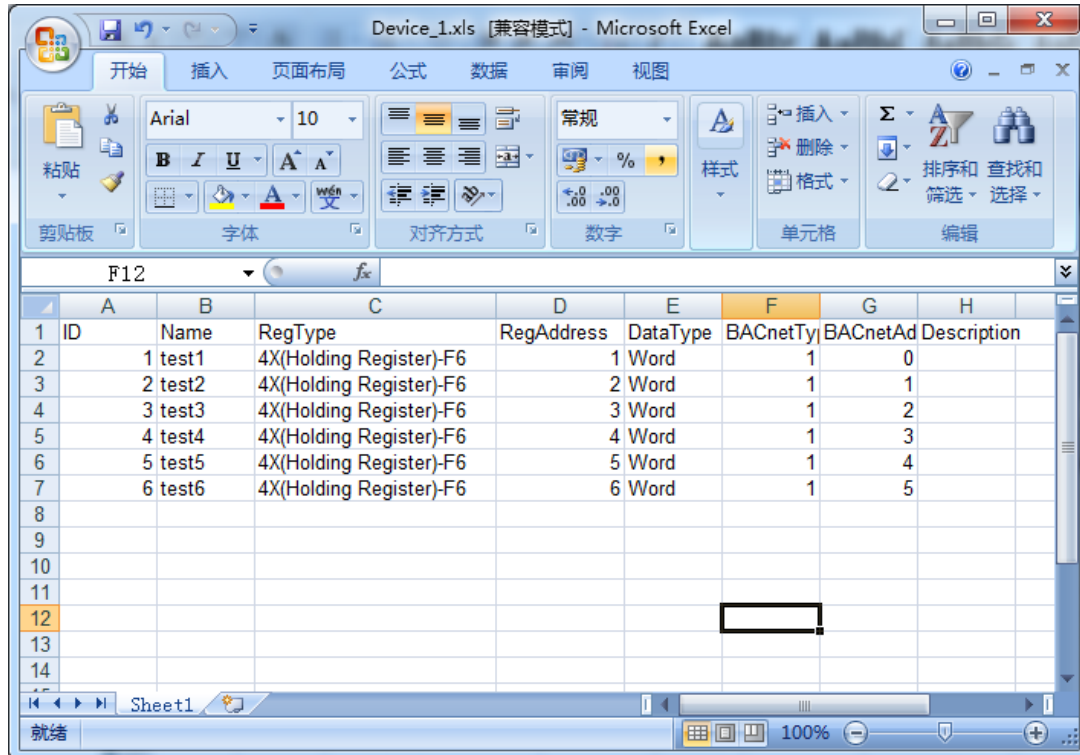 Device_1.xls [兼容模式] - Microsoft Excel
开始 插入 页面布局 公式 数据 审阅 视图
粘贴
剪贴板
Arial 10
B I U A A
A wén 文
字体
对齐方式
常规
% ,
.0 .00 .00 .0
数字
A
样式
插入
删除
格式
单元格
Σ
排序和筛选
查找和选择
编辑
F12 fx
A B C D E F G H
1 ID Name RegType RegAddress DataType BACnetTy BACnetAd Description
2 1 test1 4X(Holding Register)-F6 1 Word 1 0
3 2 test2 4X(Holding Register)-F6 2 Word 1 1
4 3 test3 4X(Holding Register)-F6 3 Word 1 2
5 4 test4 4X(Holding Register)-F6 4 Word 1 3
6 5 test5 4X(Holding Register)-F6 5 Word 1 4
7 6 test6 4X(Holding Register)-F6 6 Word 1 5
8
9
10
11
12
13
14
Sheet1
就绪 100%